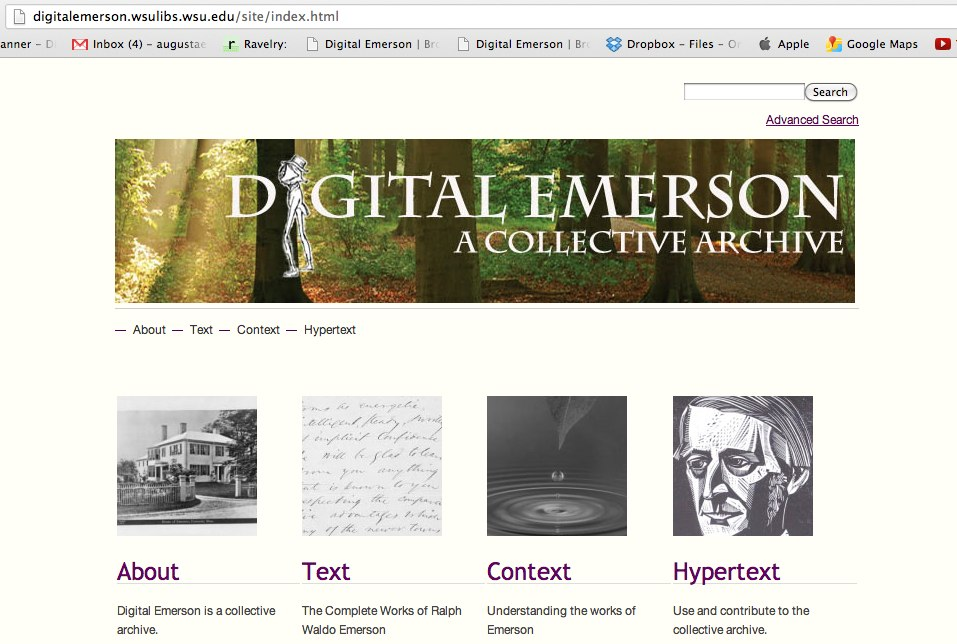 digitalemerson.wsulibs.wsu.edu/site/index.html
anner – D Inbox (4) – augustae Ravelry: Digital Emerson | Br Digital Emerson | Br Dropbox – Files – Or Apple Google Maps
Search
Advanced Search
DIGITAL EMERSON
A COLLECTIVE ARCHIVE
— About — Text — Context — Hypertext
About Text Context Hypertext
Digital Emerson is a collective The Complete Works of Ralph Understanding the works of Use and contribute to the
archive. Waldo Emerson Emerson collective archive.